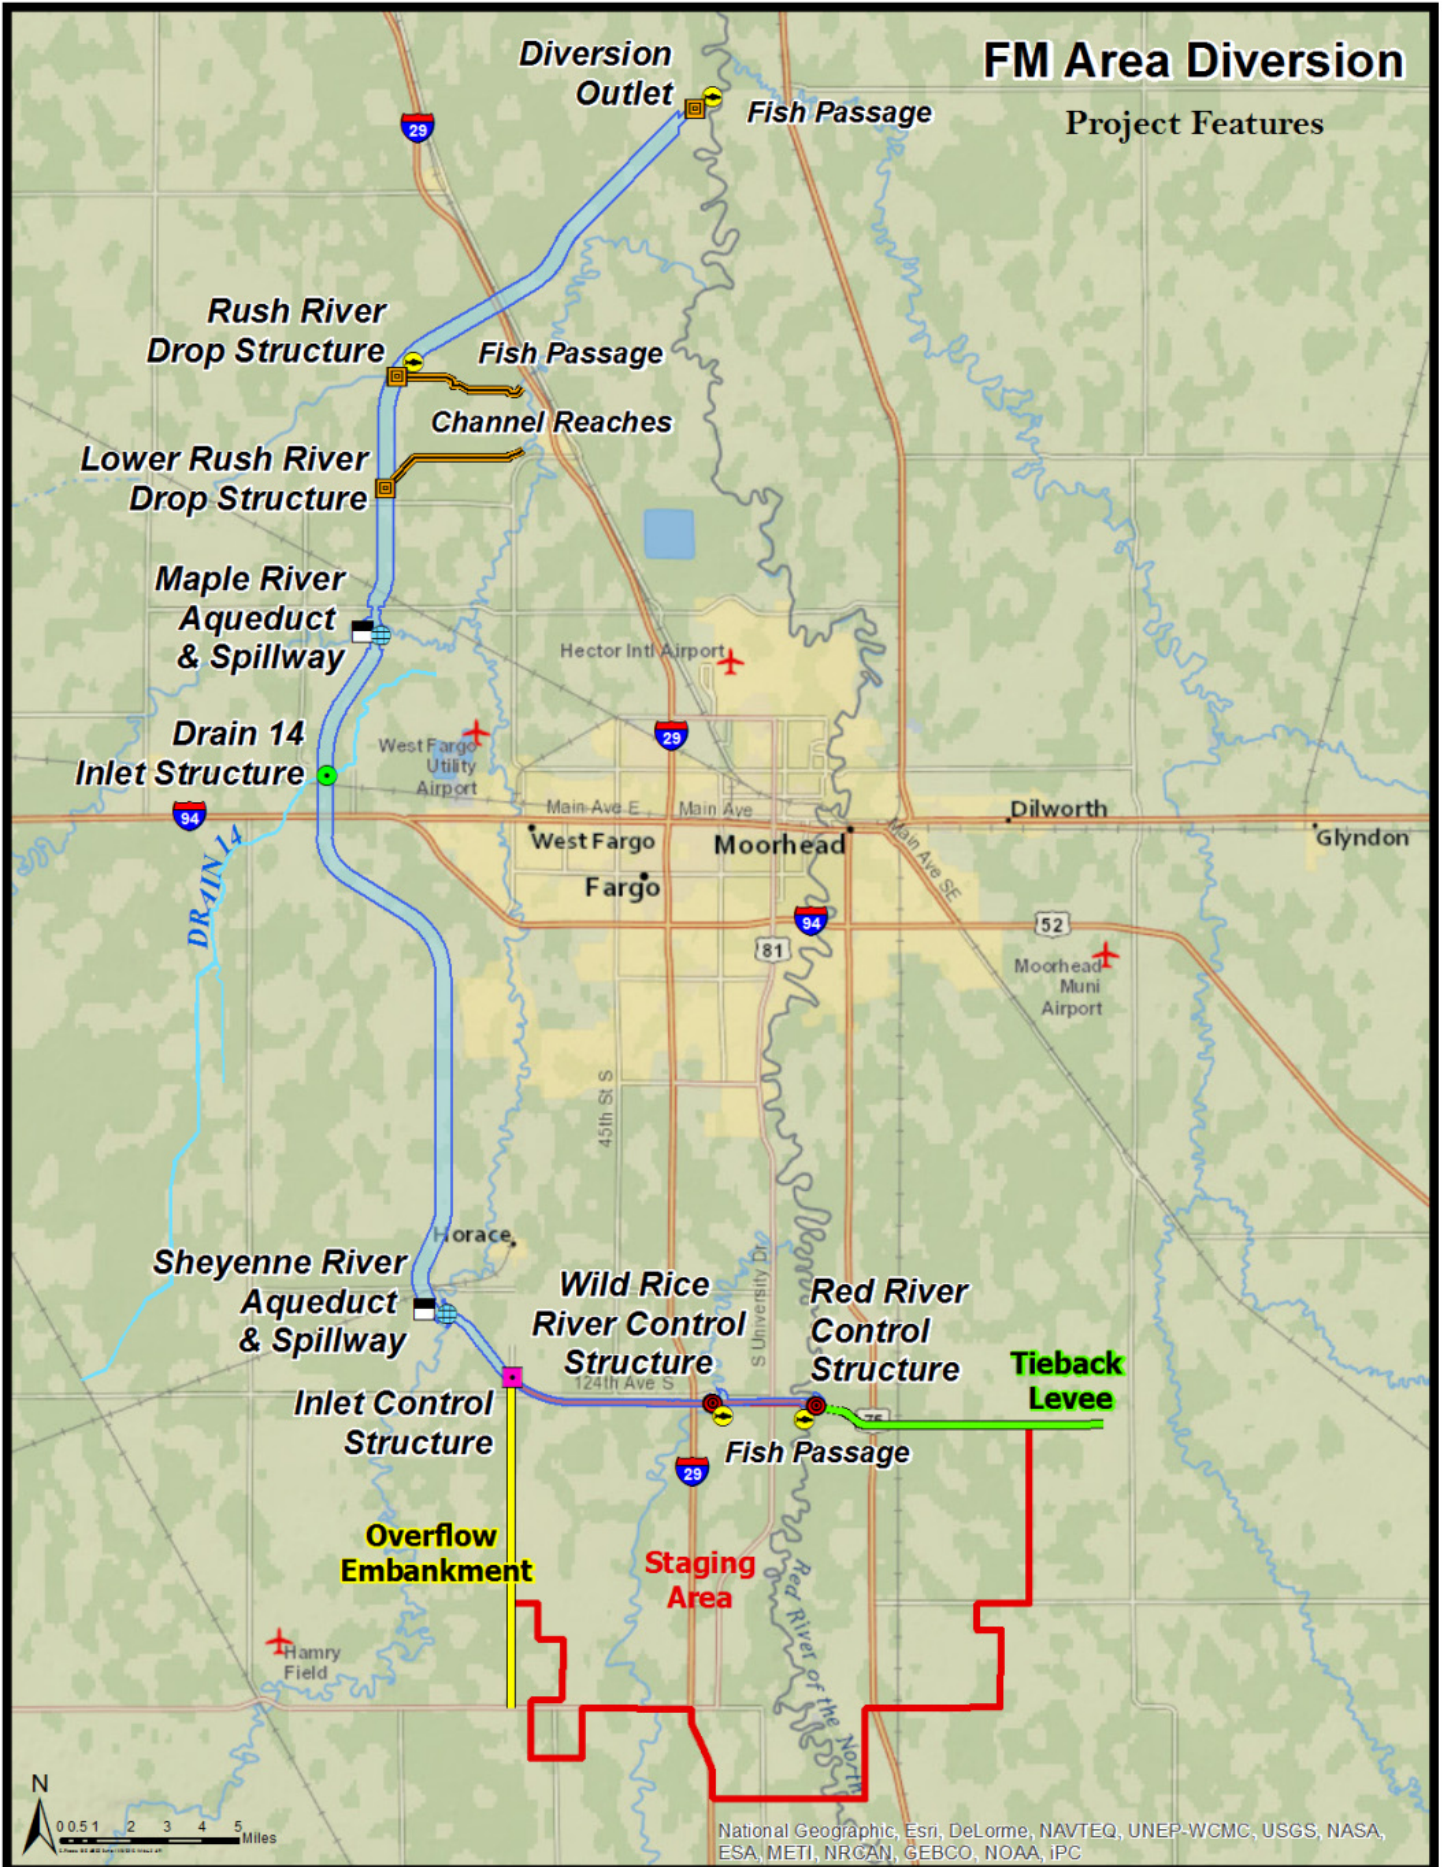 FM Area Diversion
Project Features
Diversion
Outlet
Fish Passage
29
Rush River
Drop Structure
Fish Passage
Channel Reaches
Lower Rush River
Drop Structure
Maple River
Aqueduct
& Spillway
Hector Intl Airport
Drain 14
Inlet Structure
29
West Fargo
Utility
Airport
94
Main Ave E
Main Ave
Dilworth
West Fargo
Moorhead
Main Ave SE
Glyndon
DRAIN 14
Fargo
94
52
81
Moorhead
Muni
Airport
45th St S
Horace
S University Dr
Sheyenne River
Aqueduct
& Spillway
Wild Rice
River Control
Structure
Red River
Control
Structure
Tieback
Levee
124th Ave S
Inlet Control
Structure
75
Fish Passage
29
Overflow
Embankment
Staging
Area
Red River of the North
Hamry
Field
N
0 0.5 1 2 3 4 5
Miles
National Geographic, Esri, DeLorme, NAVTEQ, UNEP-WCMC, USGS, NASA,
ESA, METI, NRCAN, GEBCO, NOAA, iPC